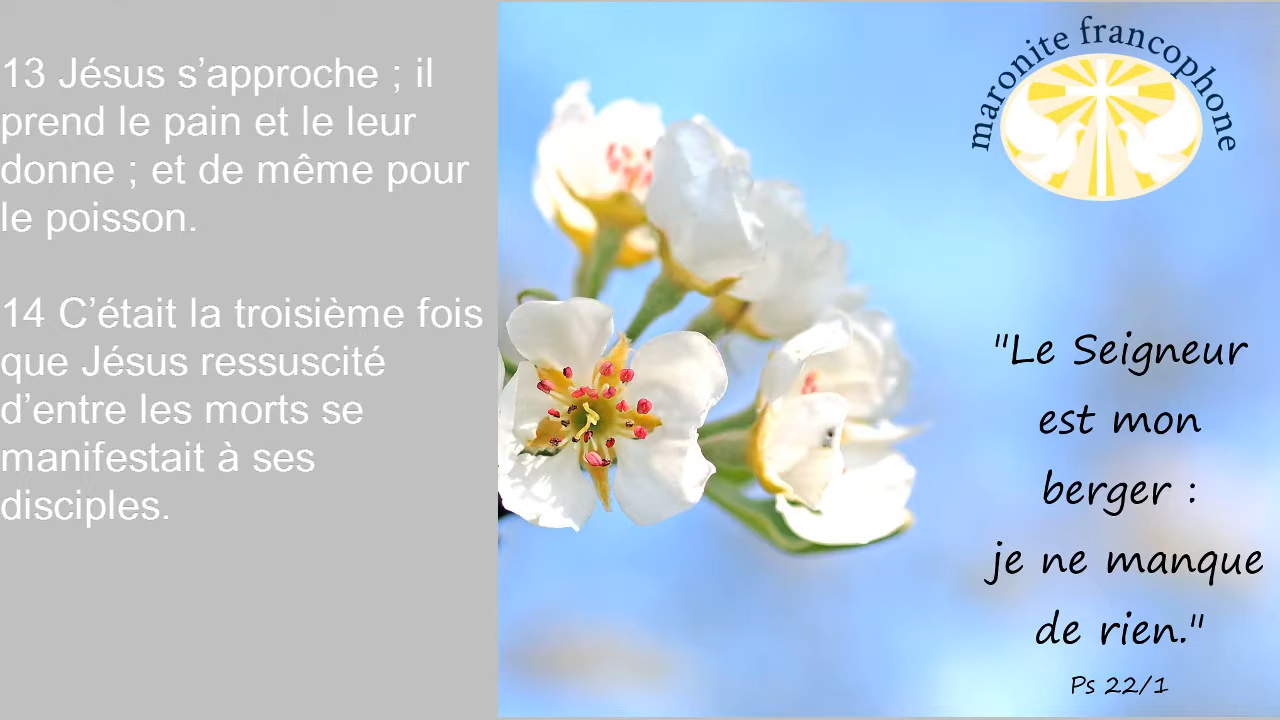 13 Jésus s’approche ; il
prend le pain et le leur
donne ; et de même pour
le poisson.
14 C’était la troisième fois
que Jésus ressuscité
d’entre les morts se
manifestait à ses
disciples.
maronite francophone
"Le Seigneur
est mon
berger :
je ne manque
de rien."
Ps 22/1